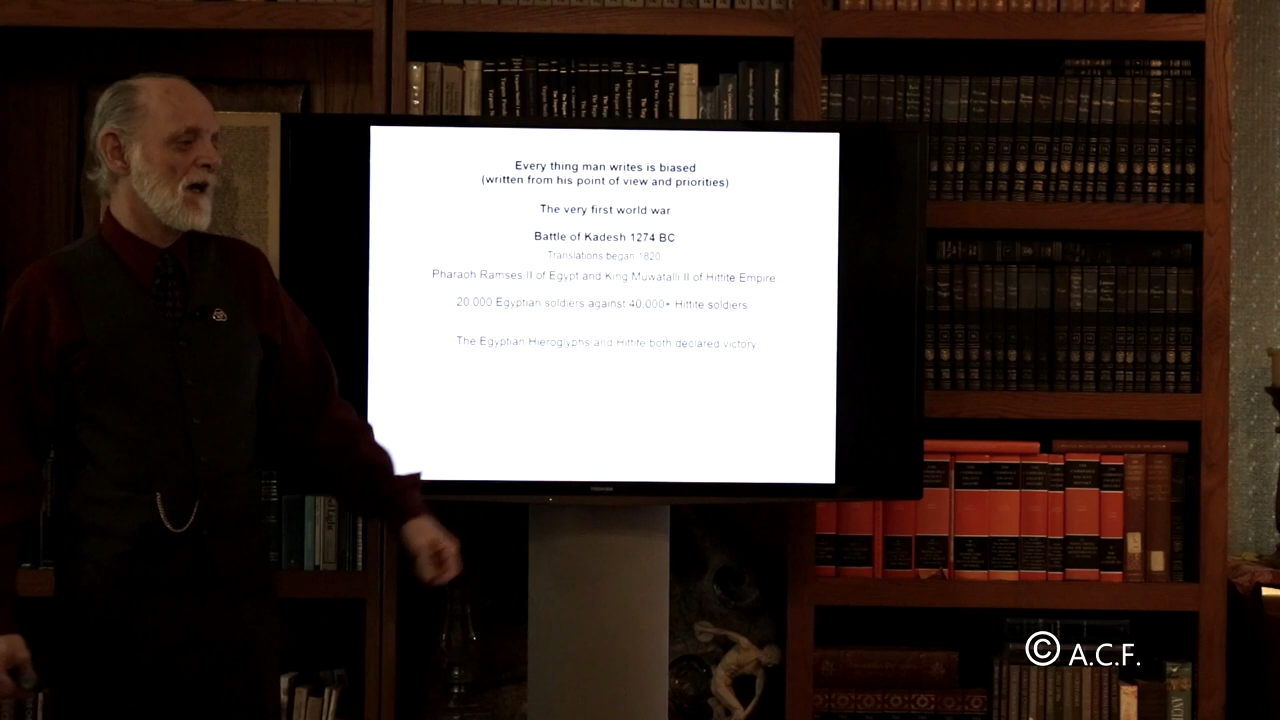 Every thing man writes is biased
(written from his point of view and priorities)
The very first world war
Battle of Kadesh 1274 BC
Translations began 1820
Pharaoh Ramses II of Egypt and King Muwatalli II of Hittite Empire
20,000 Egyptian soldiers against 40,000+ Hittite soldiers
The Egyptian Hieroglyphs and Hittite both declared victory
TOSHIBA
© A.C.F.